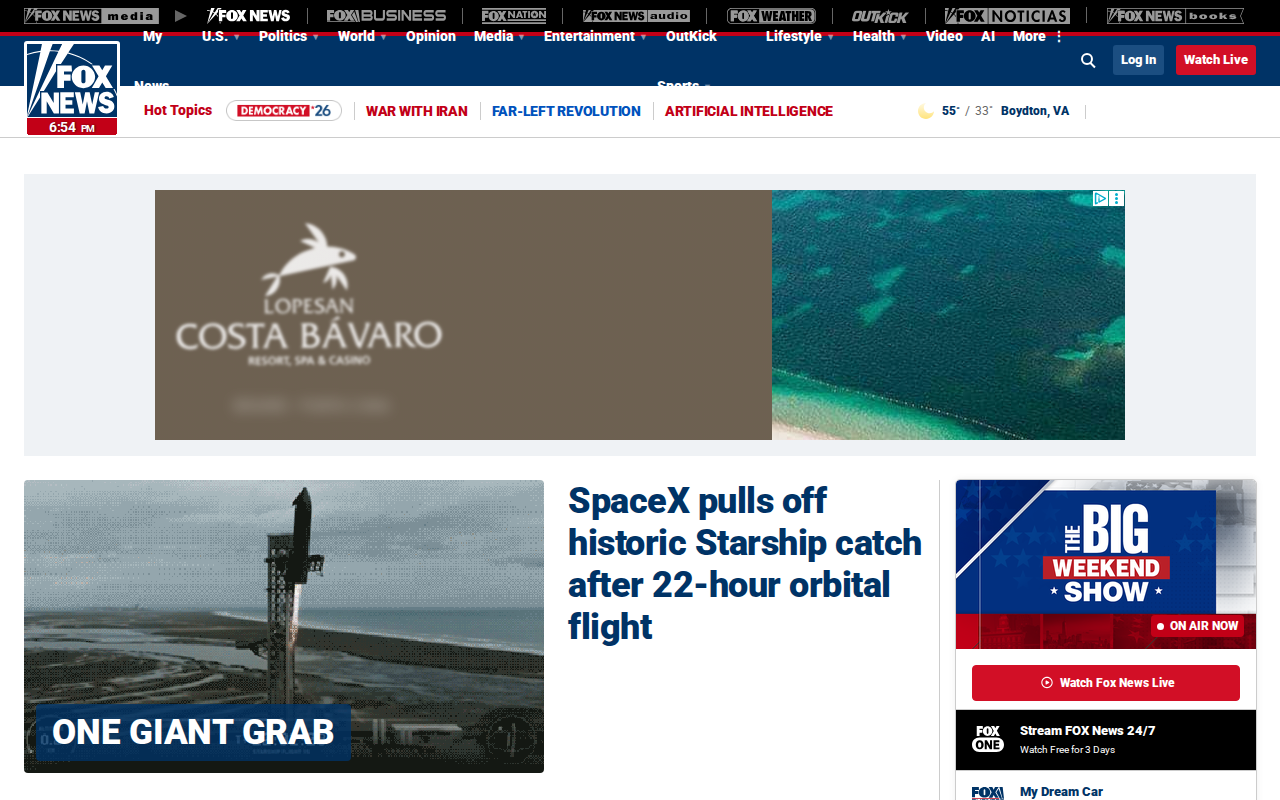 FOX NEWS media
FOX NEWS
FOX BUSINESS
FOX NATION
FOX NEWS audio
FOX WEATHER
OUTKICK
FOX NOTICIAS
FOX NEWS books
My News
U.S.
Politics
World
Opinion
Media
Entertainment
OutKick Sports
Lifestyle
Health
Video
AI
More
Log In
Watch Live
FOX
NEWS
6:54 PM
Hot Topics
DEMOCRACY '26
WAR WITH IRAN
FAR-LEFT REVOLUTION
ARTIFICIAL INTELLIGENCE
55° / 33°
Boydton, VA
LOPESAN
COSTA BÁVARO
RESORT, SPA & CASINO
ONE GIANT GRAB
SpaceX pulls off
historic Starship catch
after 22-hour orbital
flight
THE BIG
WEEKEND
SHOW
ON AIR NOW
Watch Fox News Live
FOX
ONE
Stream FOX News 24/7
Watch Free for 3 Days
FOX
My Dream Car